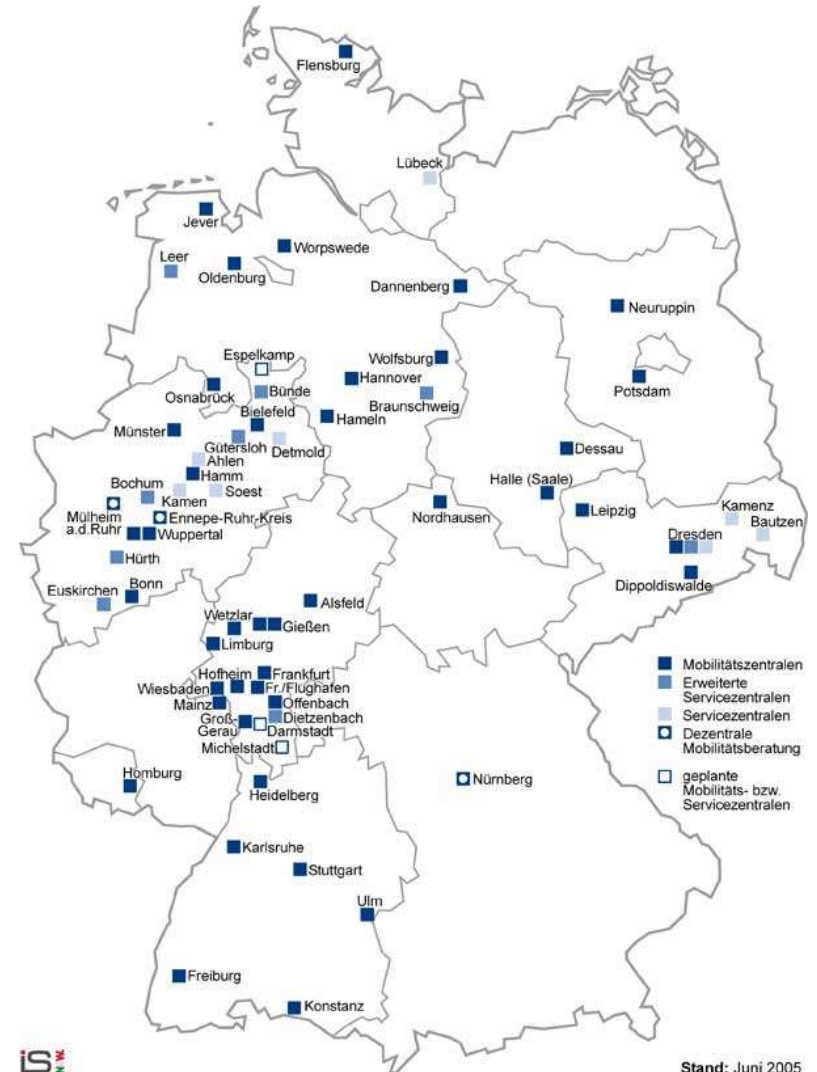 Flensburg
Lübeck
Jever
Worpswede
Leer
Oldenburg
Dannenberg
Neuruppin
Espelkamp
Wolfsburg
Hannover
Osnabrück
Bünde
Potsdam
Braunschweig
Bielefeld
Hameln
Münster
Gütersloh
Detmold
Dessau
Ahlen
Hamm
Halle (Saale)
Bochum
Kamen
Soest
Nordhausen
Leipzig
Kamenz
Mülheim
a.d.Ruhr
Ennepe-Ruhr-Kreis
Bautzen
Wuppertal
Dresden
Hürth
Dippoldiswalde
Euskirchen
Bonn
Alsfeld
Wetzlar
Gießen
Limburg
Hofheim
Frankfurt
Wiesbaden
Fr./Flughafen
Mainz
Offenbach
Groß-
Gerau
Dietzenbach
Darmstadt
Michelstadt
Homburg
Heidelberg
Nürnberg
Karlsruhe
Stuttgart
Ulm
Freiburg
Konstanz
Mobilitätszentralen
Erweiterte
Servicezentralen
Servicezentralen
Dezentrale
Mobilitätsberatung
geplante
Mobilitäts- bzw.
Servicezentralen
Stand: Juni 2005